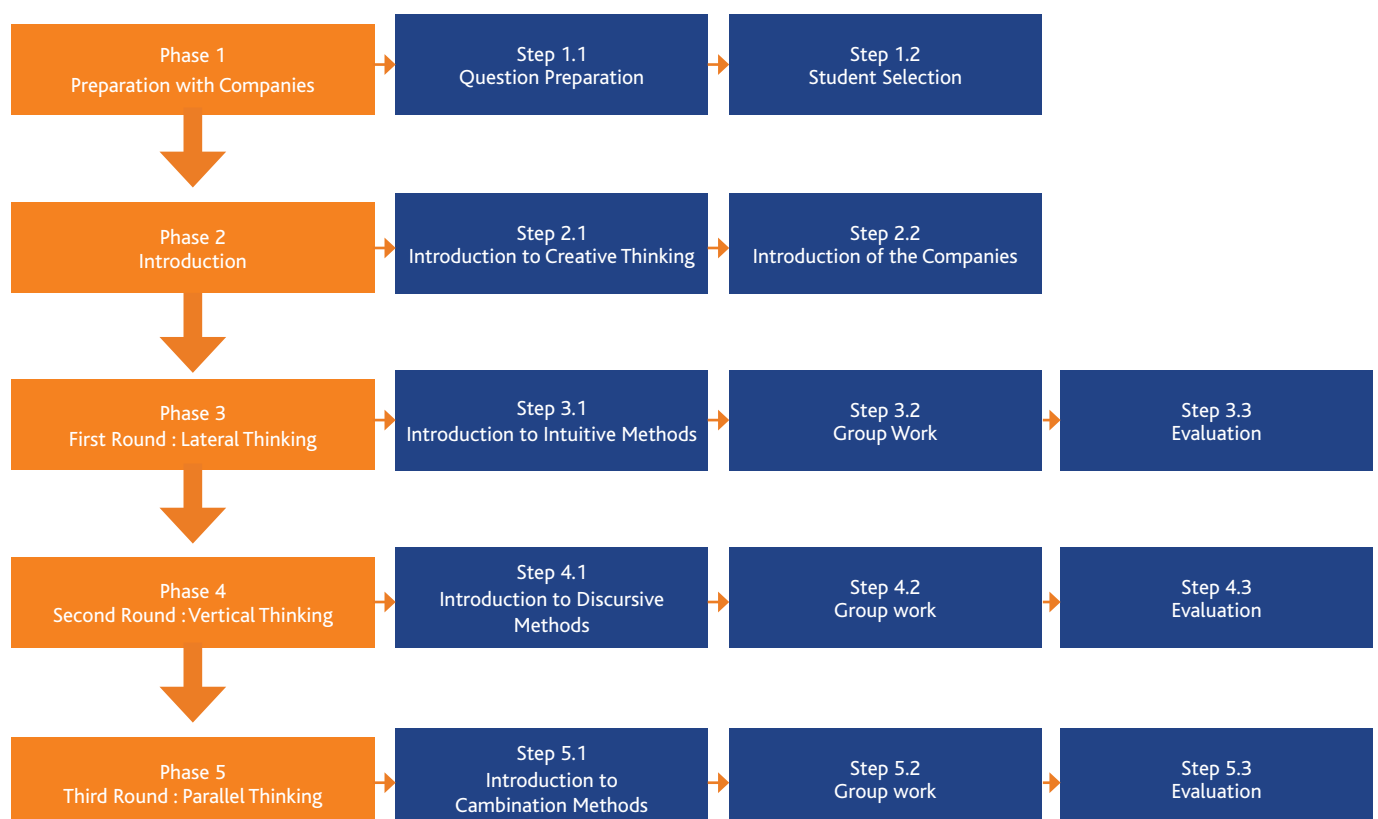 Phase 1
Preparation with Companies
Step 1.1
Question Preparation
Step 1.2
Student Selection
Phase 2
Introduction
Step 2.1
Introduction to Creative Thinking
Step 2.2
Introduction of the Companies
Phase 3
First Round : Lateral Thinking
Step 3.1
Introduction to Intuitive Methods
Step 3.2
Group Work
Step 3.3
Evaluation
Phase 4
Second Round : Vertical Thinking
Step 4.1
Introduction to Discursive
Methods
Step 4.2
Group work
Step 4.3
Evaluation
Phase 5
Third Round : Parallel Thinking
Step 5.1
Introduction to
Cambination Methods
Step 5.2
Group work
Step 5.3
Evaluation